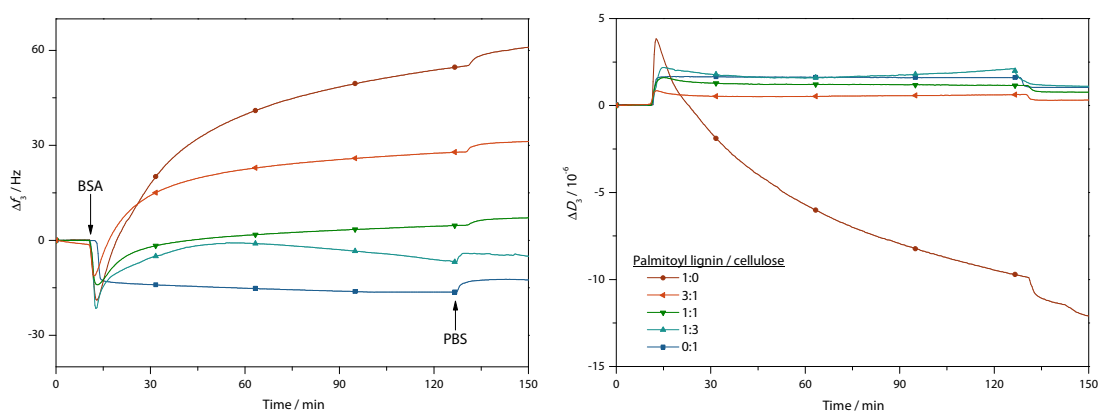 60
30
0
-30
Δf3 / Hz
BSA
PBS
0 30 60 90 120 150
Time / min
5
0
-5
-10
-15
ΔD3 / 10-6
Palmitoyl lignin / cellulose
1:0
3:1
1:1
1:3
0:1
0 30 60 90 120 150
Time / min